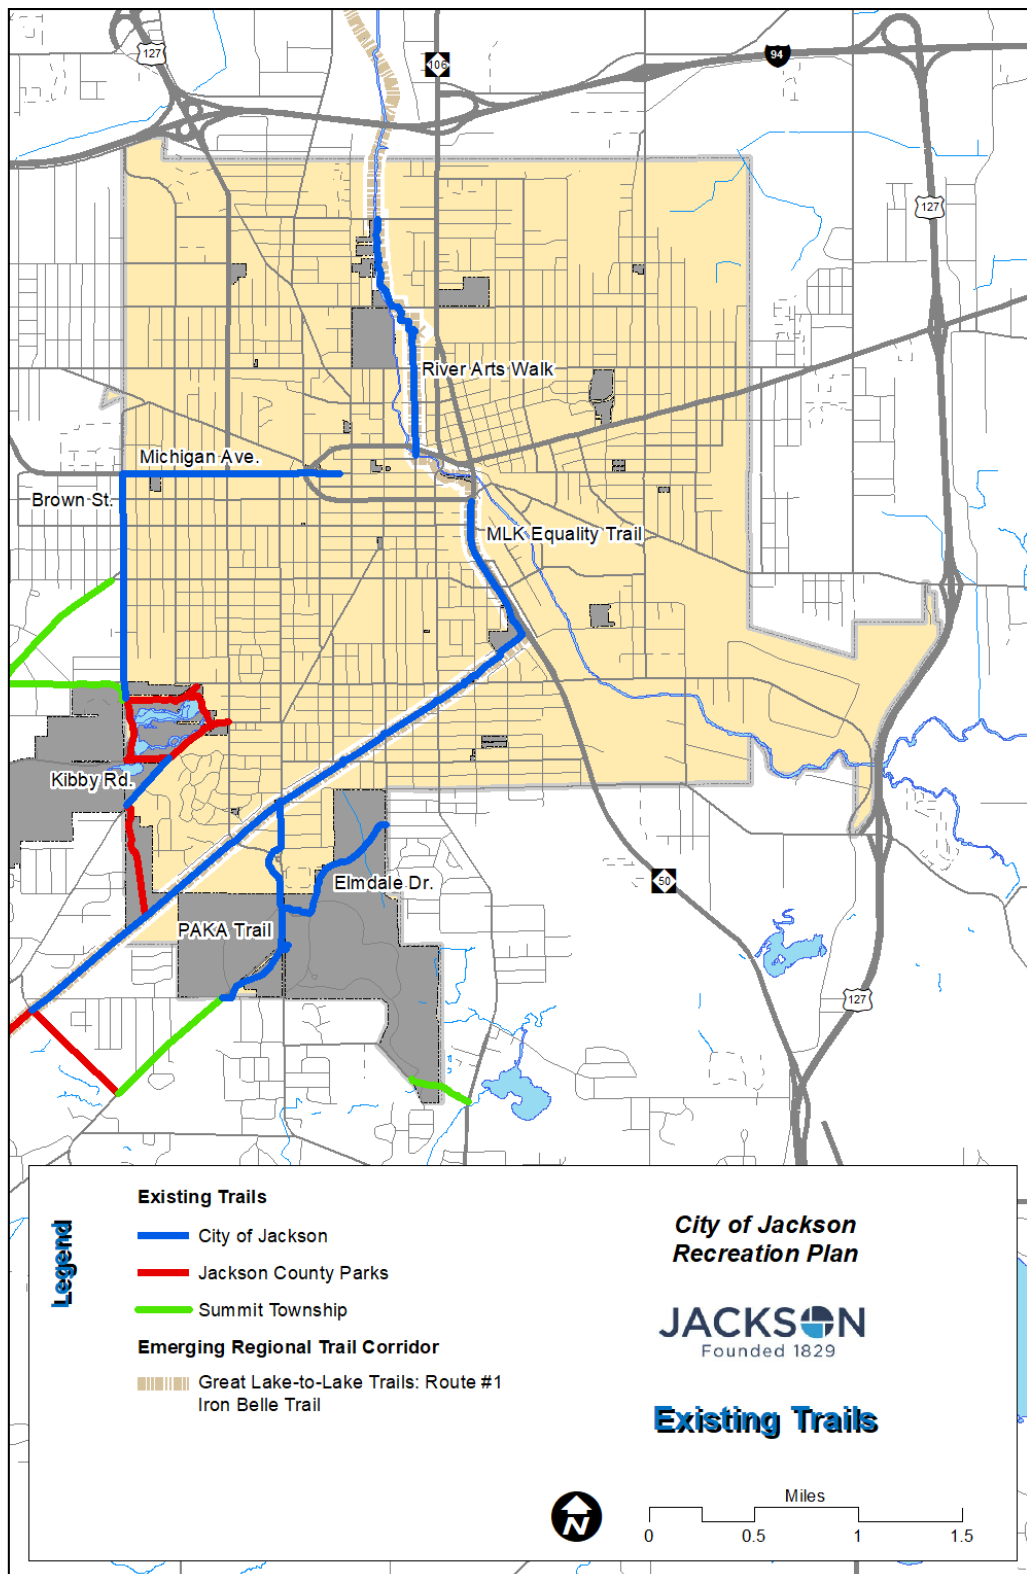 127
106
94
127
River Arts Walk
Michigan Ave.
Brown St.
MLK Equality Trail
Kibby Rd.
Elmdale Dr.
50
PAKA Trail
127
Legend
Existing Trails
City of Jackson
Jackson County Parks
Summit Township
Emerging Regional Trail Corridor
Great Lake-to-Lake Trails: Route #1
Iron Belle Trail
City of Jackson
Recreation Plan
JACKSON
Founded 1829
Existing Trails
N
Miles
0 0.5 1 1.5